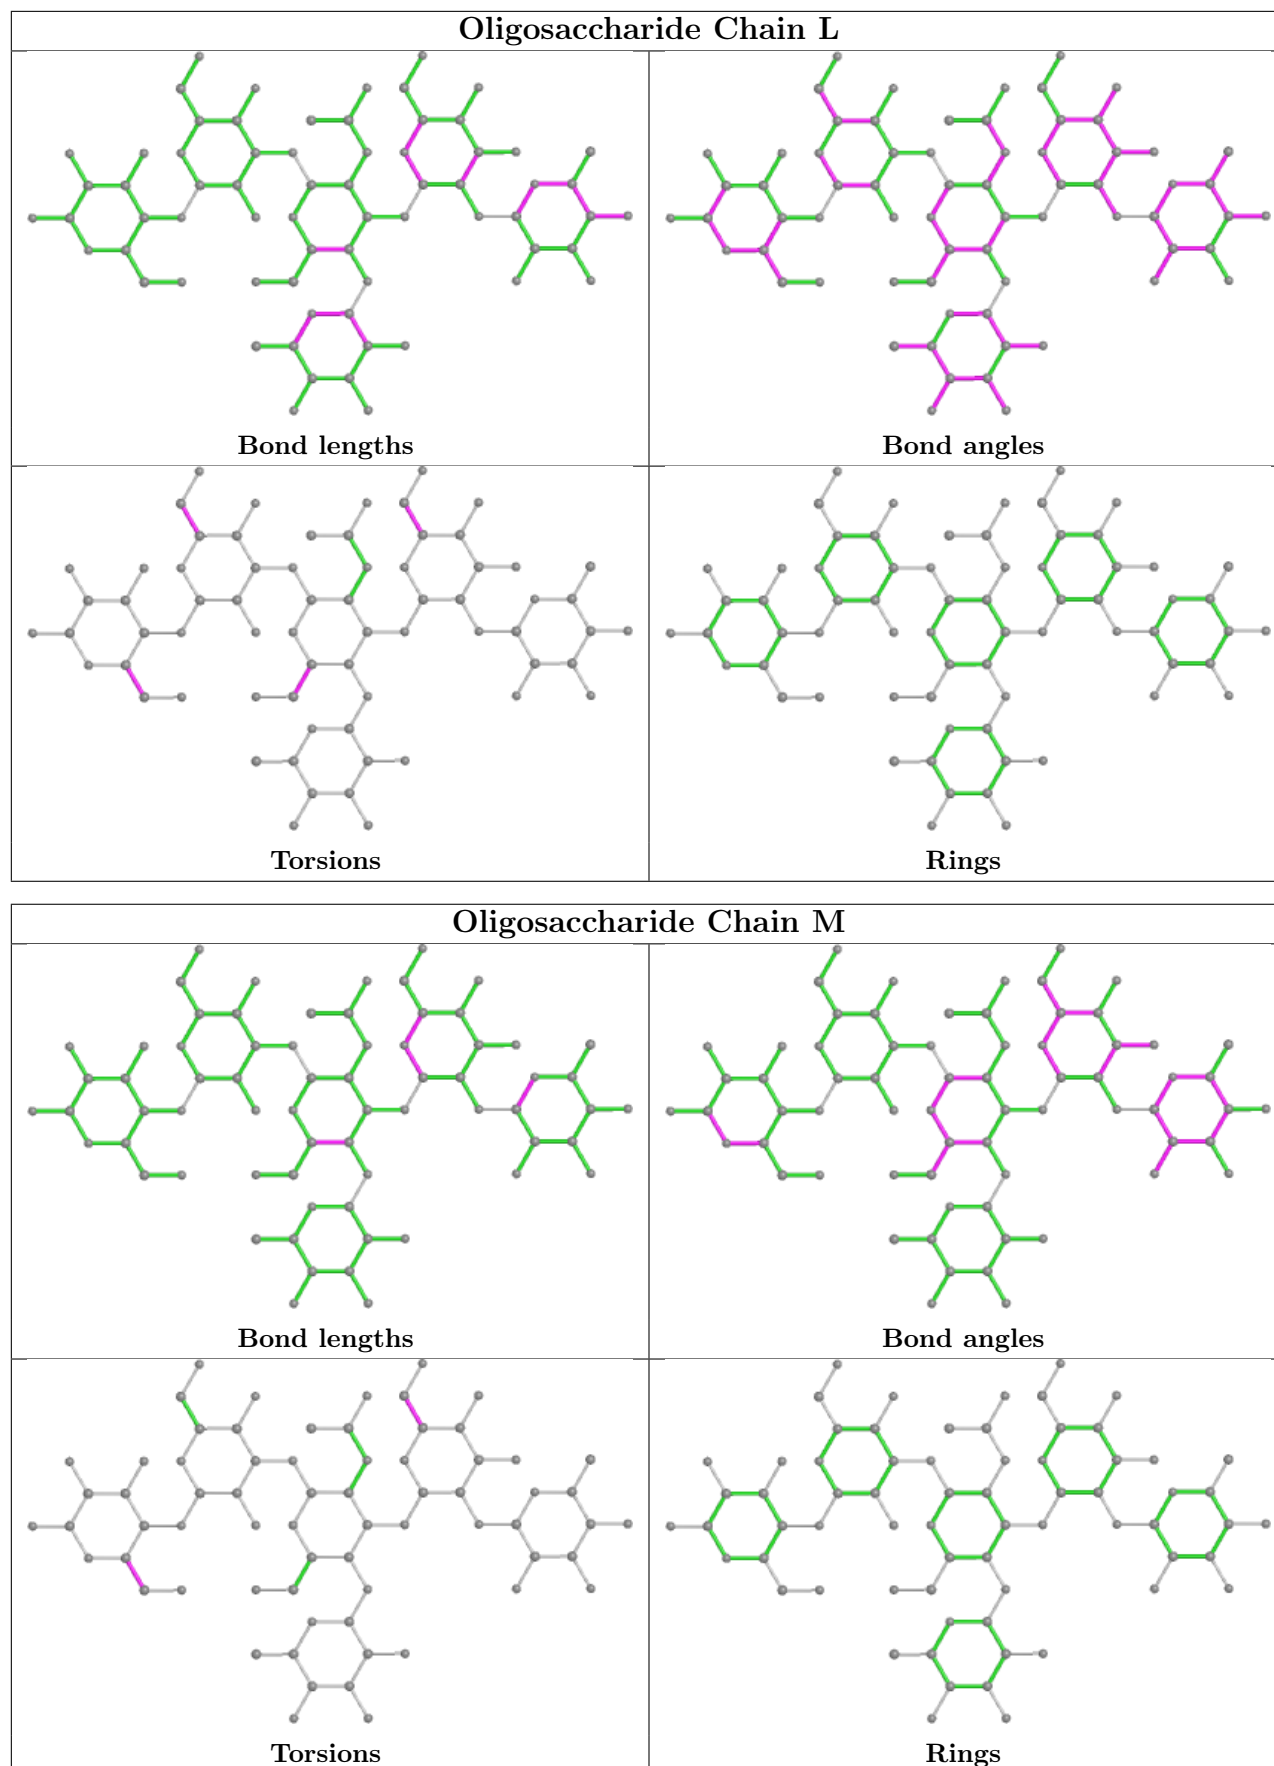 Oligosaccharide Chain L
Bond lengths
Bond angles
Torsions
Rings
Oligosaccharide Chain M
Bond lengths
Bond angles
Torsions
Rings